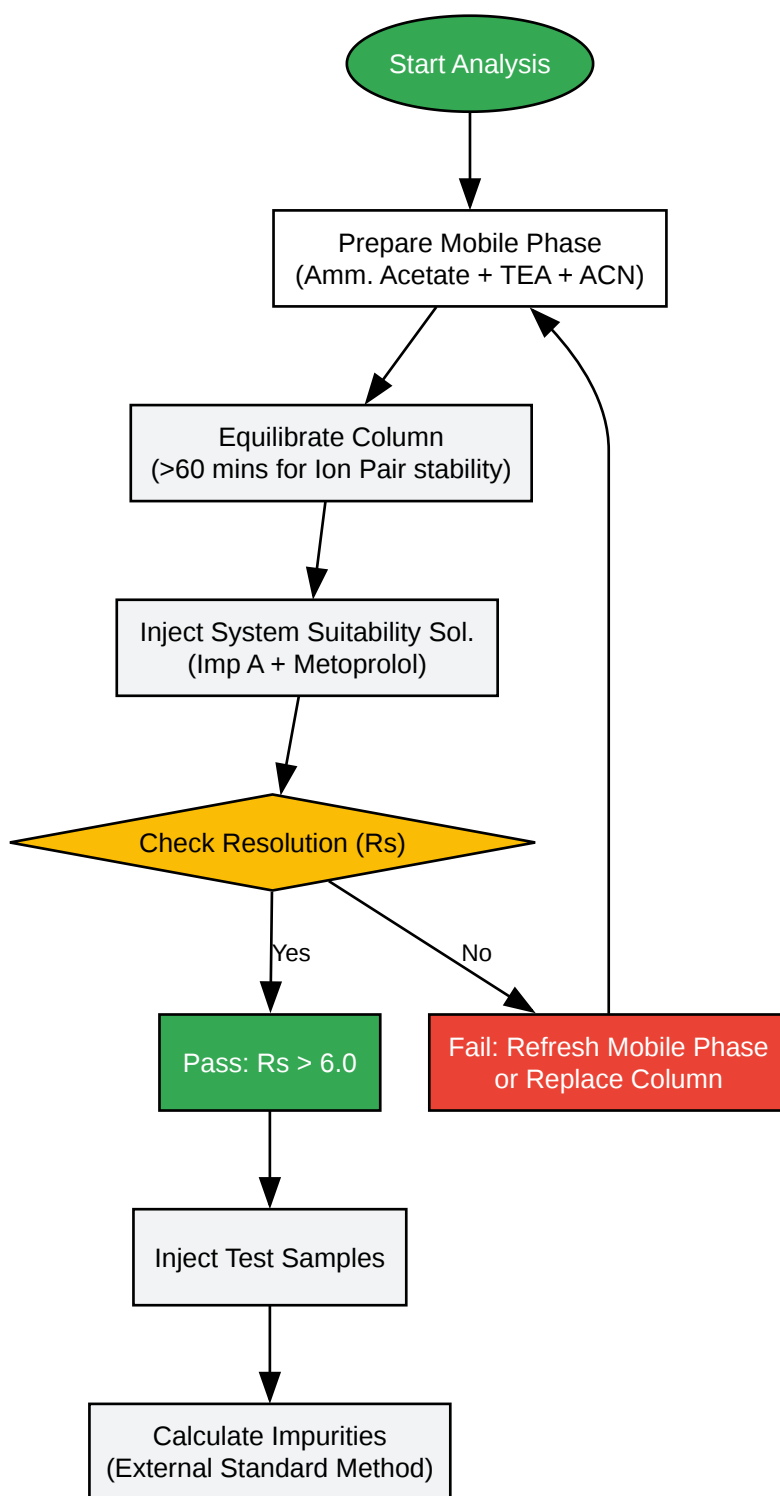 Start Analysis
Prepare Mobile Phase
(Amm. Acetate + TEA + ACN)
Equilibrate Column
(>60 mins for Ion Pair stability)
Inject System Suitability Sol.
(Imp A + Metoprolol)
Check Resolution (Rs)
Yes
No
Pass: Rs > 6.0
Fail: Refresh Mobile Phase
or Replace Column
Inject Test Samples
Calculate Impurities
(External Standard Method)